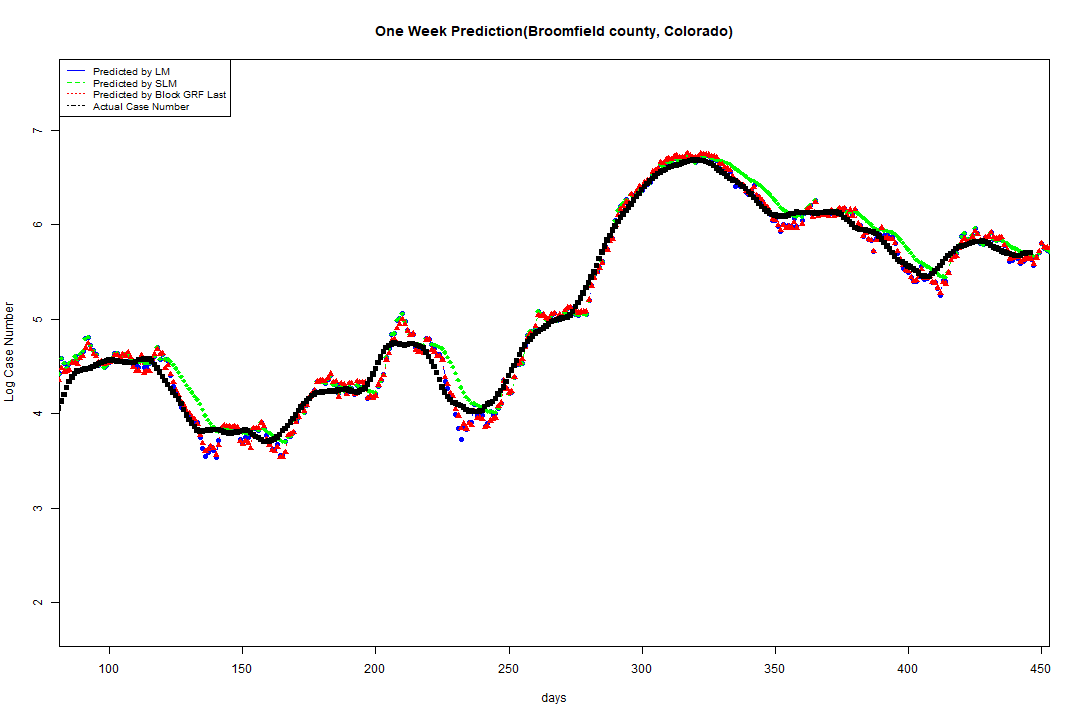 One Week Prediction(Broomfield county, Colorado)
Predicted by LM
Predicted by SLM
Predicted by Block GRF Last
Actual Case Number
Log Case Number
7
6
5
4
3
2
100 150 200 250 300 350 400 450
days